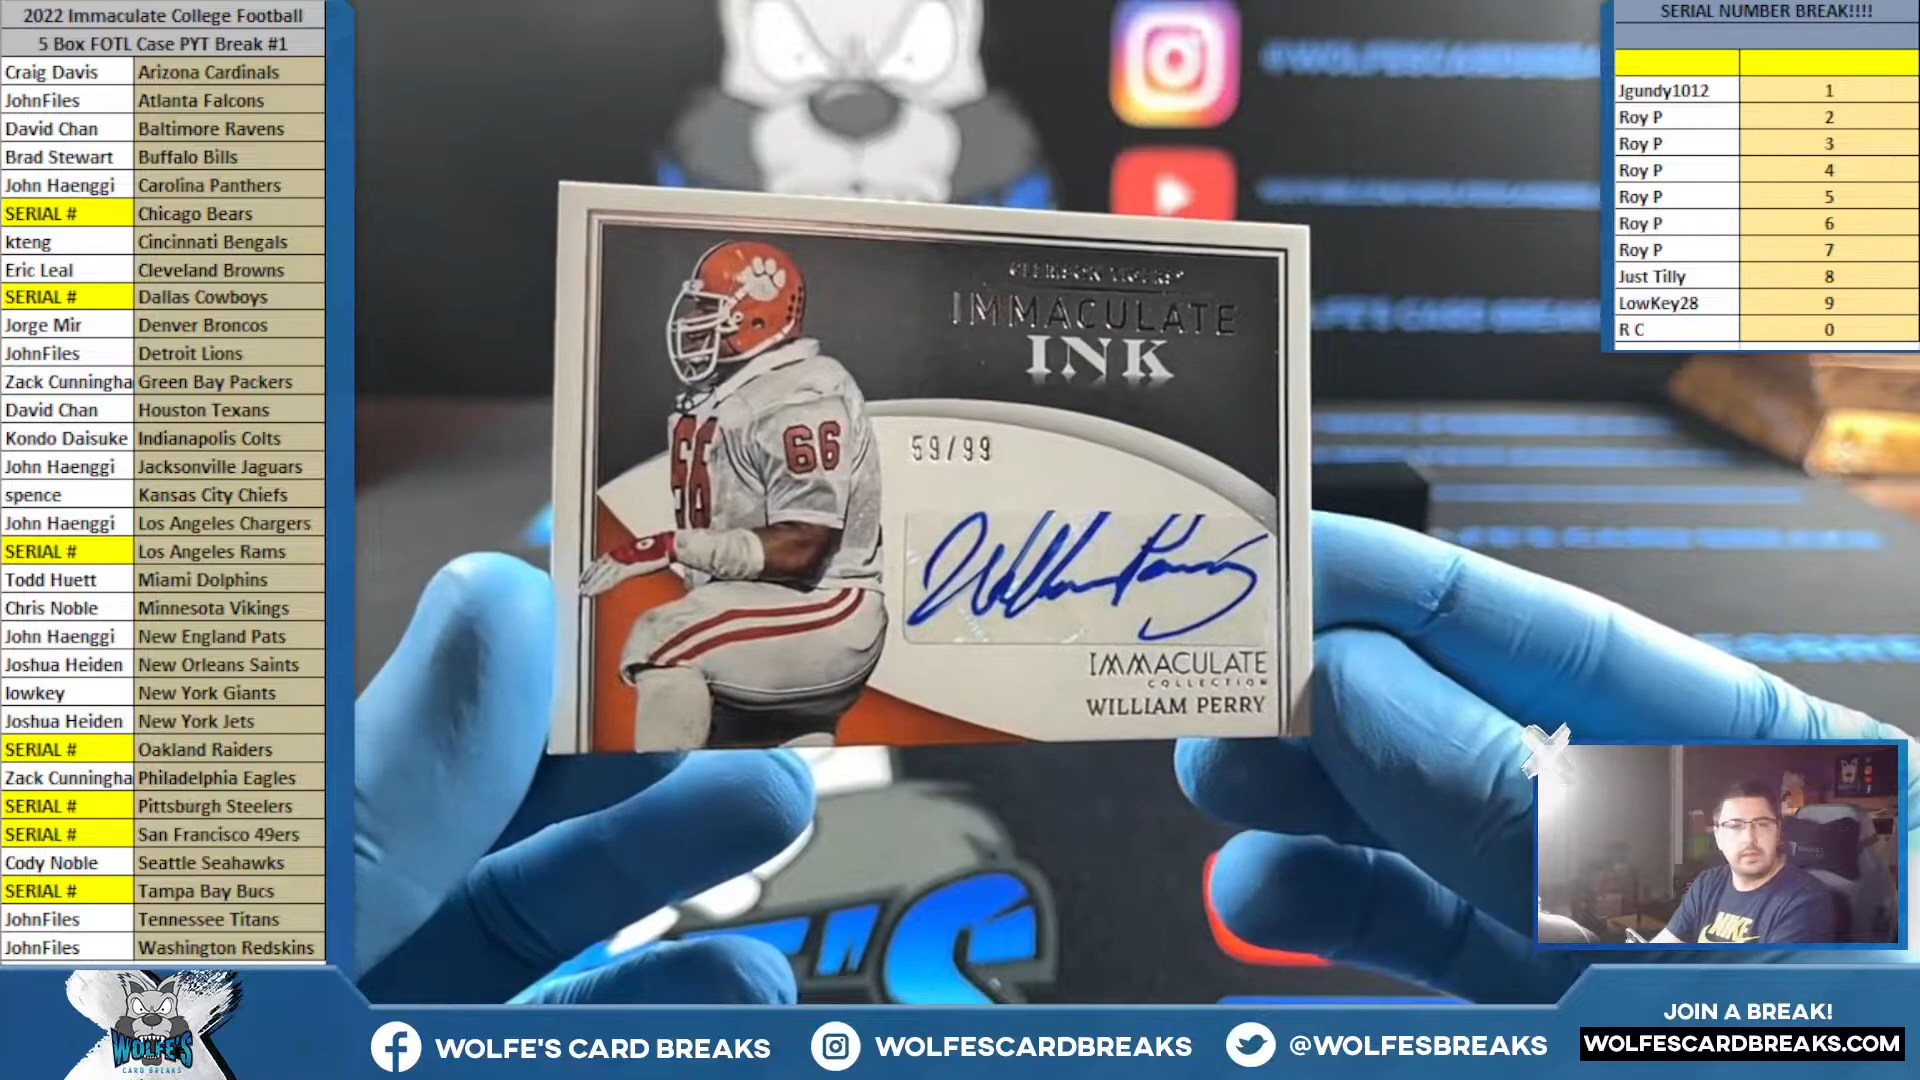 2022 Immaculate College Football
5 Box FOTL Case PYT Break #1
Craig Davis Arizona Cardinals
JohnFiles Atlanta Falcons
David Chan Baltimore Ravens
Brad Stewart Buffalo Bills
John Haenggi Carolina Panthers
SERIAL # Chicago Bears
kteng Cincinnati Bengals
Eric Leal Cleveland Browns
SERIAL # Dallas Cowboys
Jorge Mir Denver Broncos
JohnFiles Detroit Lions
Zack Cunningha Green Bay Packers
David Chan Houston Texans
Kondo Daisuke Indianapolis Colts
John Haenggi Jacksonville Jaguars
spence Kansas City Chiefs
John Haenggi Los Angeles Chargers
SERIAL # Los Angeles Rams
Todd Huett Miami Dolphins
Chris Noble Minnesota Vikings
John Haenggi New England Pats
Joshua Heiden New Orleans Saints
lowkey New York Giants
Joshua Heiden New York Jets
SERIAL # Oakland Raiders
Zack Cunningha Philadelphia Eagles
SERIAL # Pittsburgh Steelers
SERIAL # San Francisco 49ers
Cody Noble Seattle Seahawks
SERIAL # Tampa Bay Bucs
JohnFiles Tennessee Titans
JohnFiles Washington Redskins
SERIAL NUMBER BREAK!!!!
Jgundy1012 1
Roy P 2
Roy P 3
Roy P 4
Roy P 5
Roy P 6
Roy P 7
Just Tilly 8
LowKey28 9
R C 0
@WOLFESCARDBREA
CLEMSON TIGERS
IMMACULATE
INK
66
66
59/99
William Perry
IMMACULATE
COLLECTION
WILLIAM PERRY
NIKE
WOLFE'S
CARD BREAKS
WOLFE'S CARD BREAKS
WOLFESCARDBREAKS
@WOLFESBREAKS
JOIN A BREAK!
WOLFESCARDBREAKS.COM